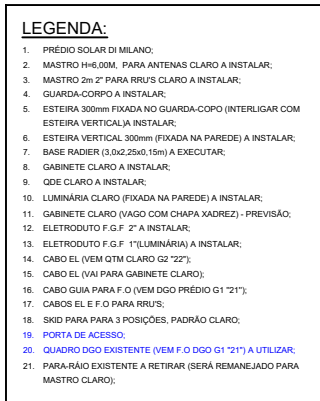 LEGENDA:
1. PRÉDIO SOLAR DI MILANO;
2. MASTRO H=6,00M, PARA ANTENAS CLARO A INSTALAR;
3. MASTRO 2m 2" PARA RRU'S CLARO A INSTALAR;
4. GUARDA-CORPO A INSTALAR;
5. ESTEIRA 300mm FIXADA NO GUARDA-COPO (INTERLIGAR COM
ESTEIRA VERTICAL)A INSTALAR;
6. ESTEIRA VERTICAL 300mm (FIXADA NA PAREDE) A INSTALAR;
7. BASE RADIER (3,0x2,25x0,15m) A EXECUTAR;
8. GABINETE CLARO A INSTALAR;
9. QDE CLARO A INSTALAR;
10. LUMINÁRIA CLARO (FIXADA NA PAREDE) A INSTALAR;
11. GABINETE CLARO (VAGO COM CHAPA XADREZ) - PREVISÃO;
12. ELETRODUTO F.G.F 2" A INSTALAR;
13. ELETRODUTO F.G.F 1"(LUMINÁRIA) A INSTALAR;
14. CABO EL (VEM QTM CLARO G2 "22");
15. CABO EL (VAI PARA GABINETE CLARO);
16. CABO GUIA PARA F.O (VEM DGO PRÉDIO G1 "21");
17. CABOS EL E F.O PARA RRU'S;
18. SKID PARA PARA 3 POSIÇÕES, PADRÃO CLARO;
19. PORTA DE ACESSO;
20. QUADRO DGO EXISTENTE (VEM F.O DGO G1 "21") A UTILIZAR;
21. PARA-RÁIO EXISTENTE A RETIRAR (SERÁ REMANEJADO PARA
MASTRO CLARO);